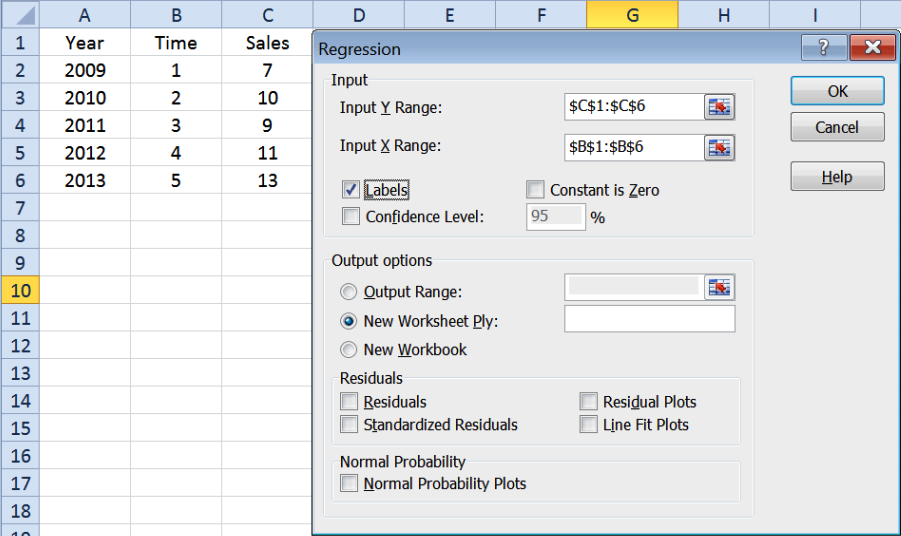 A B C D E F G H I
1 Year Time Sales
2 2009 1 7
3 2010 2 10
4 2011 3 9
5 2012 4 11
6 2013 5 13
7
8
9
10
11
12
13
14
15
16
17
18
19
Regression ?
Input
Input Y Range: $C$1:$C$6
Input X Range: $B$1:$B$6
Labels Constant is Zero
Confidence Level: 95 %
Output options
Output Range:
New Worksheet Ply:
New Workbook
Residuals
Residuals Residual Plots
Standardized Residuals Line Fit Plots
Normal Probability
Normal Probability Plots
OK
Cancel
Help